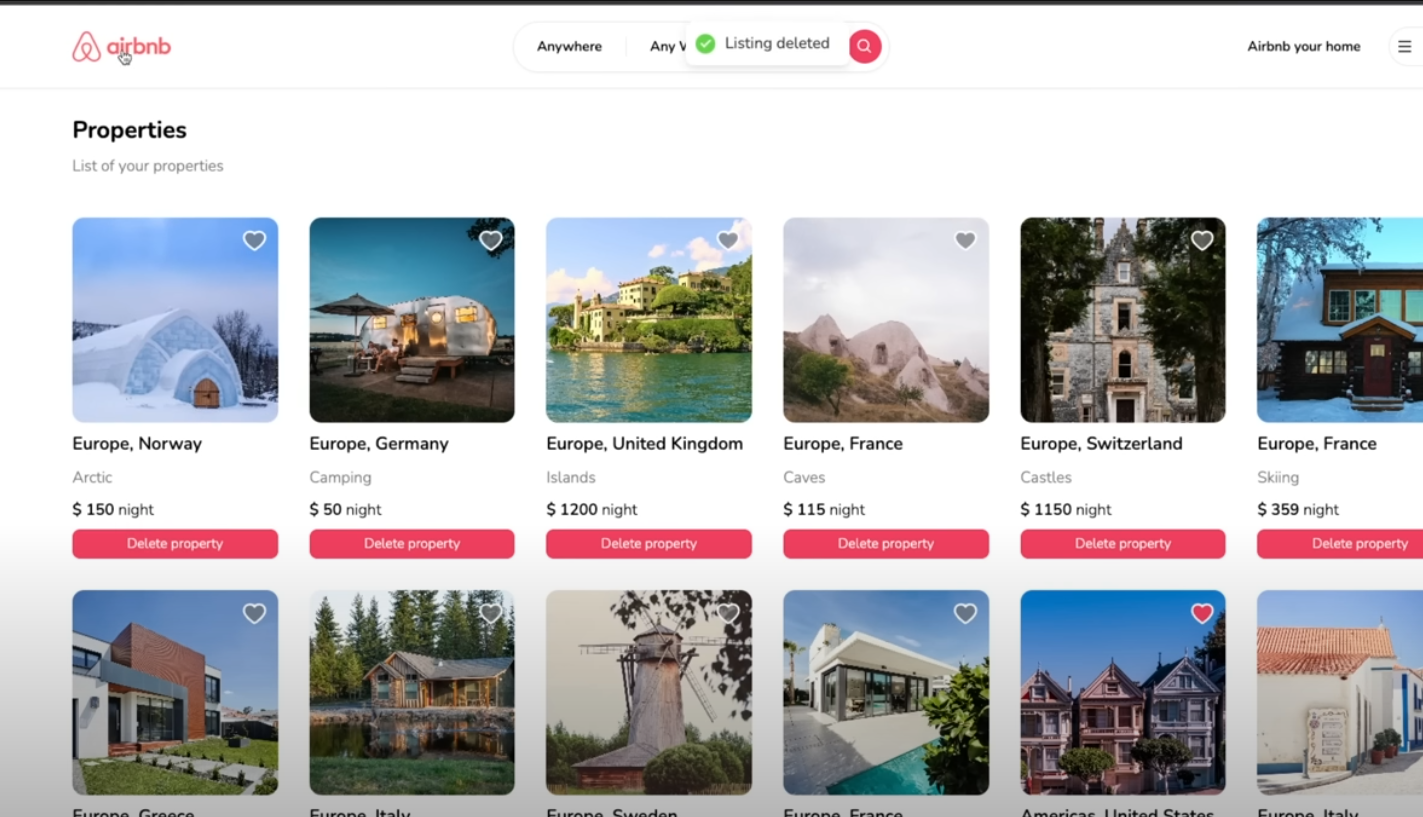 airbnb
Anywhere
Any
Listing deleted
Airbnb your home
Properties
List of your properties
Europe, Norway
Europe, Germany
Europe, United Kingdom
Europe, France
Europe, Switzerland
Europe, France
Arctic
Camping
Islands
Caves
Castles
Skiing
$ 150 night
$ 50 night
$ 1200 night
$ 115 night
$ 1150 night
$ 359 night
Delete property
Delete property
Delete property
Delete property
Delete property
Delete property
Europe, Greece
Europe, Italy
Europe, Sweden
Europe, France
Americas, United States
Europe, Italy